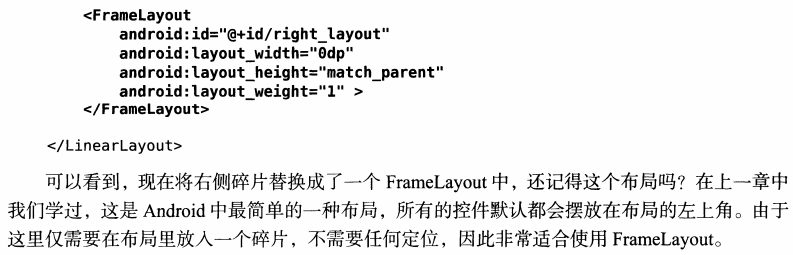 <FrameLayout
android:id="@+id/right_layout"
android:layout_width="0dp"
android:layout_height="match_parent"
android:layout_weight="1" >
</FrameLayout>
</LinearLayout>
可以看到，现在将右侧碎片替换成了一个 FrameLayout 中，还记得这个布局吗？在上一章中
我们学过，这是 Android 中最简单的一种布局，所有的控件默认都会摆放在布局的左上角。由于
这里仅需要在布局里放入一个碎片，不需要任何定位，因此非常适合使用 FrameLayout。